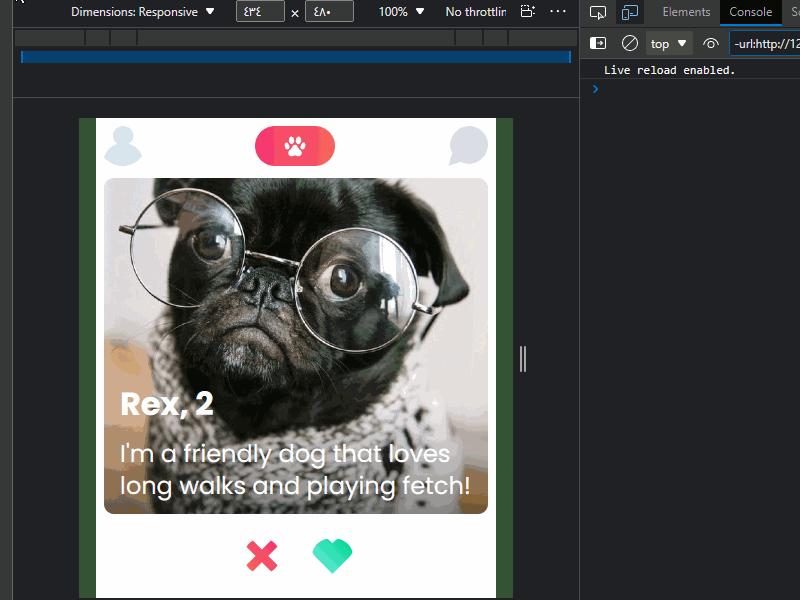 Dimensions: Responsive ٤٣٤ × ٤٨٠ 100% No throttlin
Elements Console So
top -url:http://12
Live reload enabled.
Rex, 2
I'm a friendly dog that loves
long walks and playing fetch!